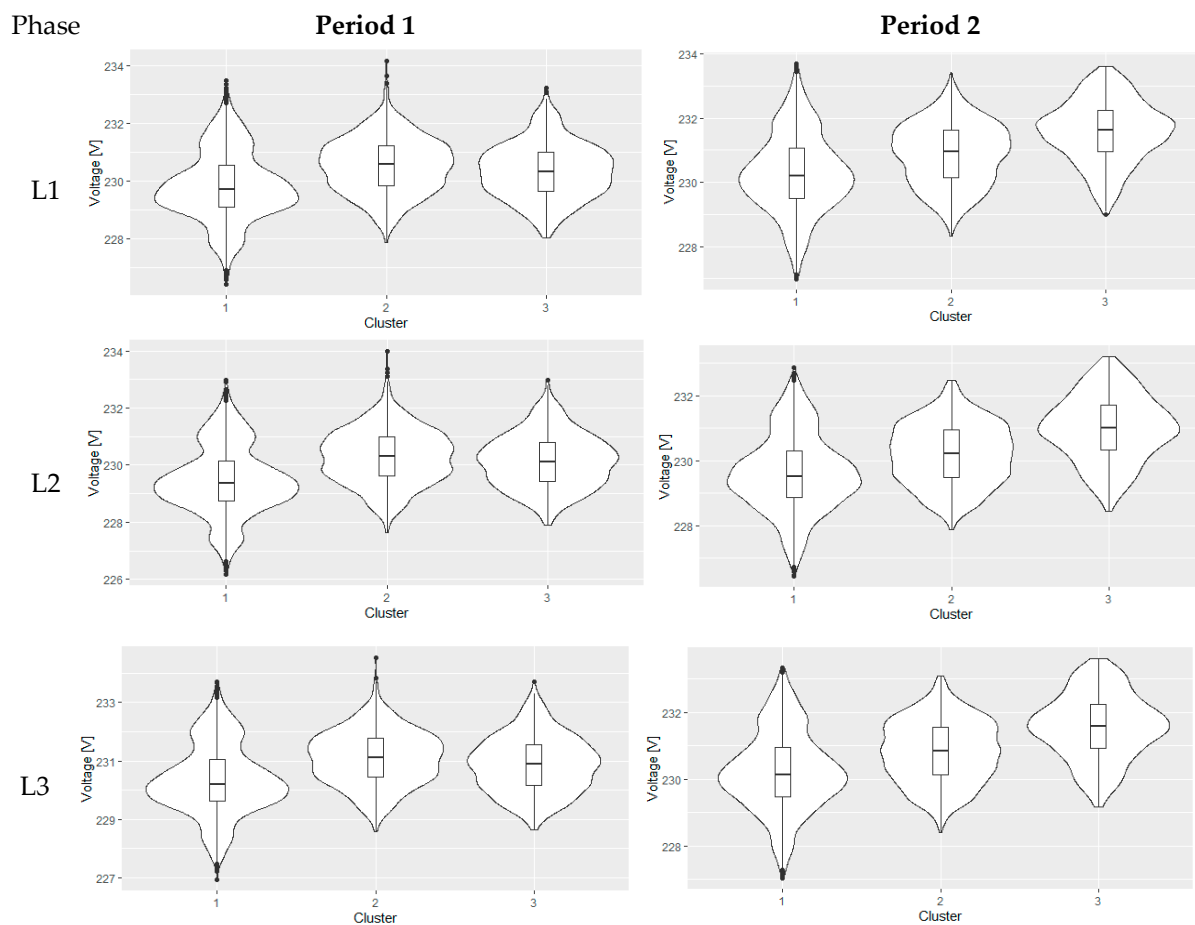 Phase Period 1 Period 2
L1
Voltage [V]
234
232
230
228
1 2 3
Cluster
Voltage [V]
234
232
230
228
1 2 3
Cluster
L2
Voltage [V]
234
232
230
228
226
1 2 3
Cluster
Voltage [V]
232
230
228
1 2 3
Cluster
L3
Voltage [V]
233
231
229
227
1 2 3
Cluster
Voltage [V]
232
230
228
1 2 3
Cluster